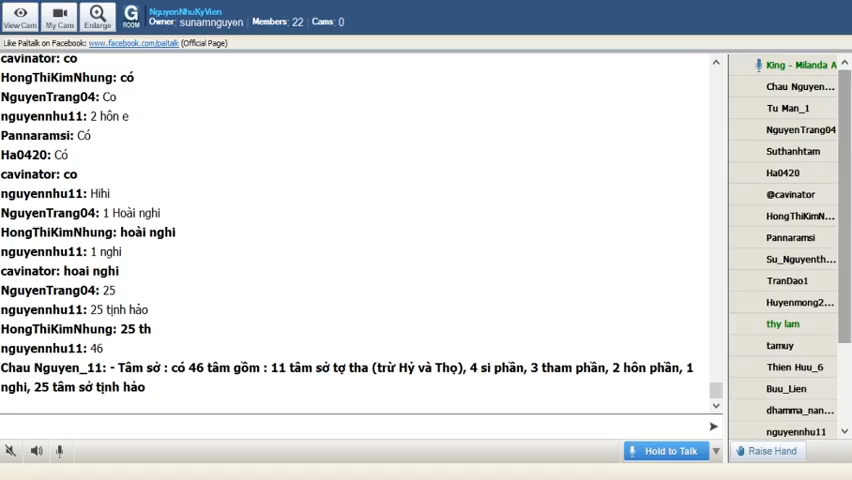 View Cam
My Cam
Enlarge
G
ROOM
NguyenNhuKyVien
Owner: sunamnguyen Members: 22 Cams: 0
Like Paltalk on Facebook: www.facebook.com/paltalk (Official Page)
cavinator: co
HongThiKimNhung: có
NguyenTrang04: Co
nguyennhu11: 2 hôn e
Pannaramsi: Có
Ha0420: Có
cavinator: co
nguyennhu11: Hihi
NguyenTrang04: 1 Hoài nghi
HongThiKimNhung: hoài nghi
nguyennhu11: 1 nghi
cavinator: hoai nghi
NguyenTrang04: 25
nguyennhu11: 25 tịnh hảo
HongThiKimNhung: 25 th
nguyennhu11: 46
Chau Nguyen_11: - Tâm sở : có 46 tâm gồm : 11 tâm sở tợ tha (trừ Hỷ và Thọ), 4 si phần, 3 tham phần, 2 hôn phần, 1
nghi, 25 tâm sở tịnh hảo
King - Milanda A
Chau Nguyen...
Tu Man_1
NguyenTrang04
Suthanhtam
Ha0420
@cavinator
HongThiKimN...
Pannaramsi
Su_Nguyenth...
TranDao1
Huyenmong2...
thy lam
tamuy
Thien Huu_6
Buu_Lien
dhamma_nan...
nguyennhu11
Hold to Talk
Raise Hand